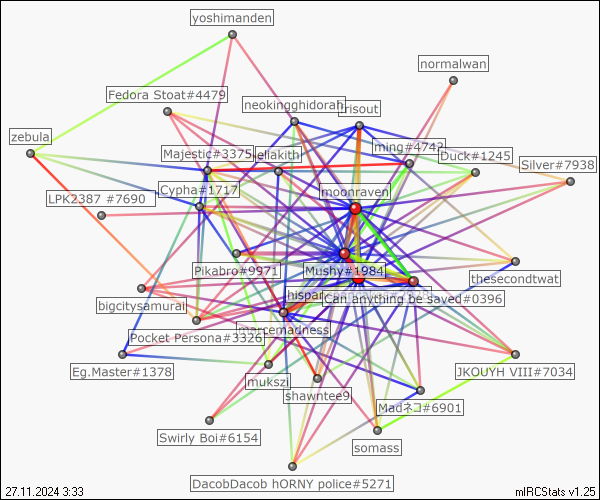 yoshimanden
normalwan
Fedora Stoat#4479
neokingghidorah
risout
zebula
Majestic#3375
ellakith
ming#4742
Duck#1245
Silver#7938
LPK2387 #7690
Cypha#1717
moonraven
Pikabro#9971
Mushy#1984
thesecondtwat
bigcitysamurai
Can anything be saved#0396
Pocket Persona#3326
marcemadness
Eg.Master#1378
mukszi
JKOUYH VIII#7034
shawntee9
Madネコ#6901
Swirly Boi#6154
somass
DacobDacob hORNY police#5271
27.11.2024 3:33
mIRCStats v1.25